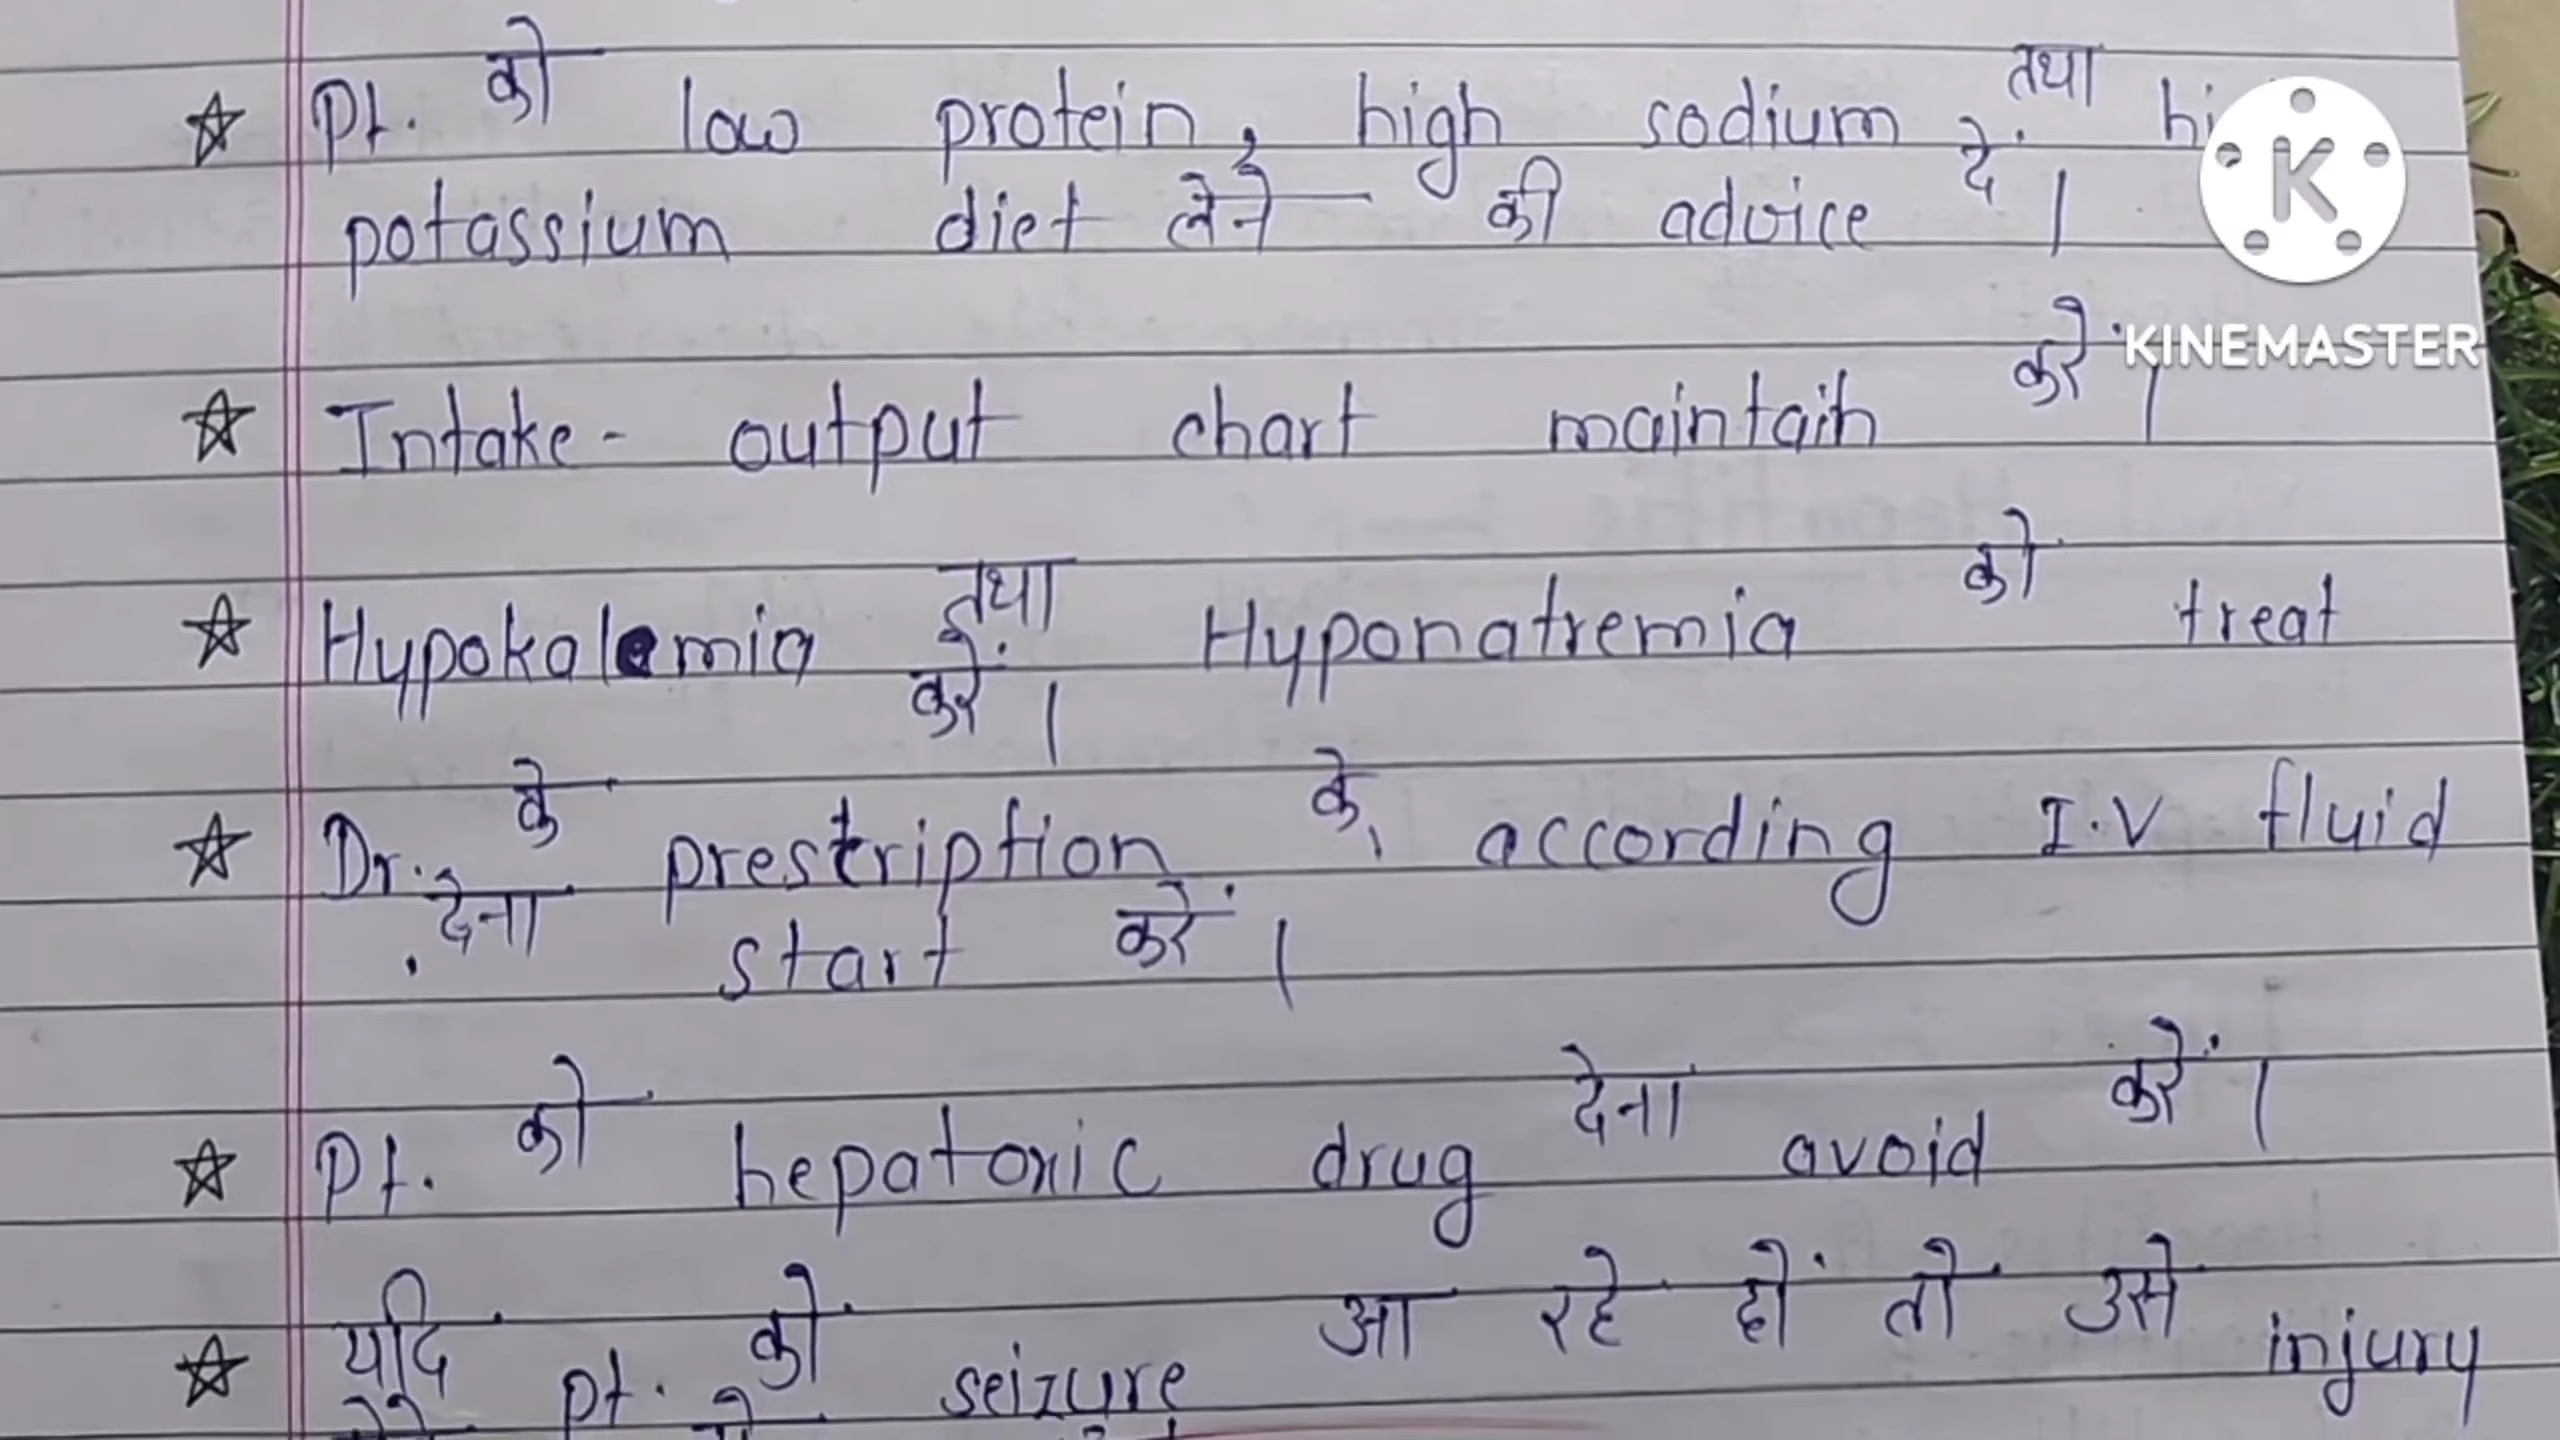 ☆ Pt. को low protein, high sodium तथा hi
potassium diet लेने की advice दें।
☆ Intake - output chart maintain करें।
☆ Hypokalemia तथा Hyponatremia को treat
करें।
☆ Dr. के prescription के according I.V fluid
देना start करें।
☆ Pt. को hepatoxic drug देना avoid करें।
☆ यदि pt. को seizure आ रहे हों तो उसे injury
KINEMASTER